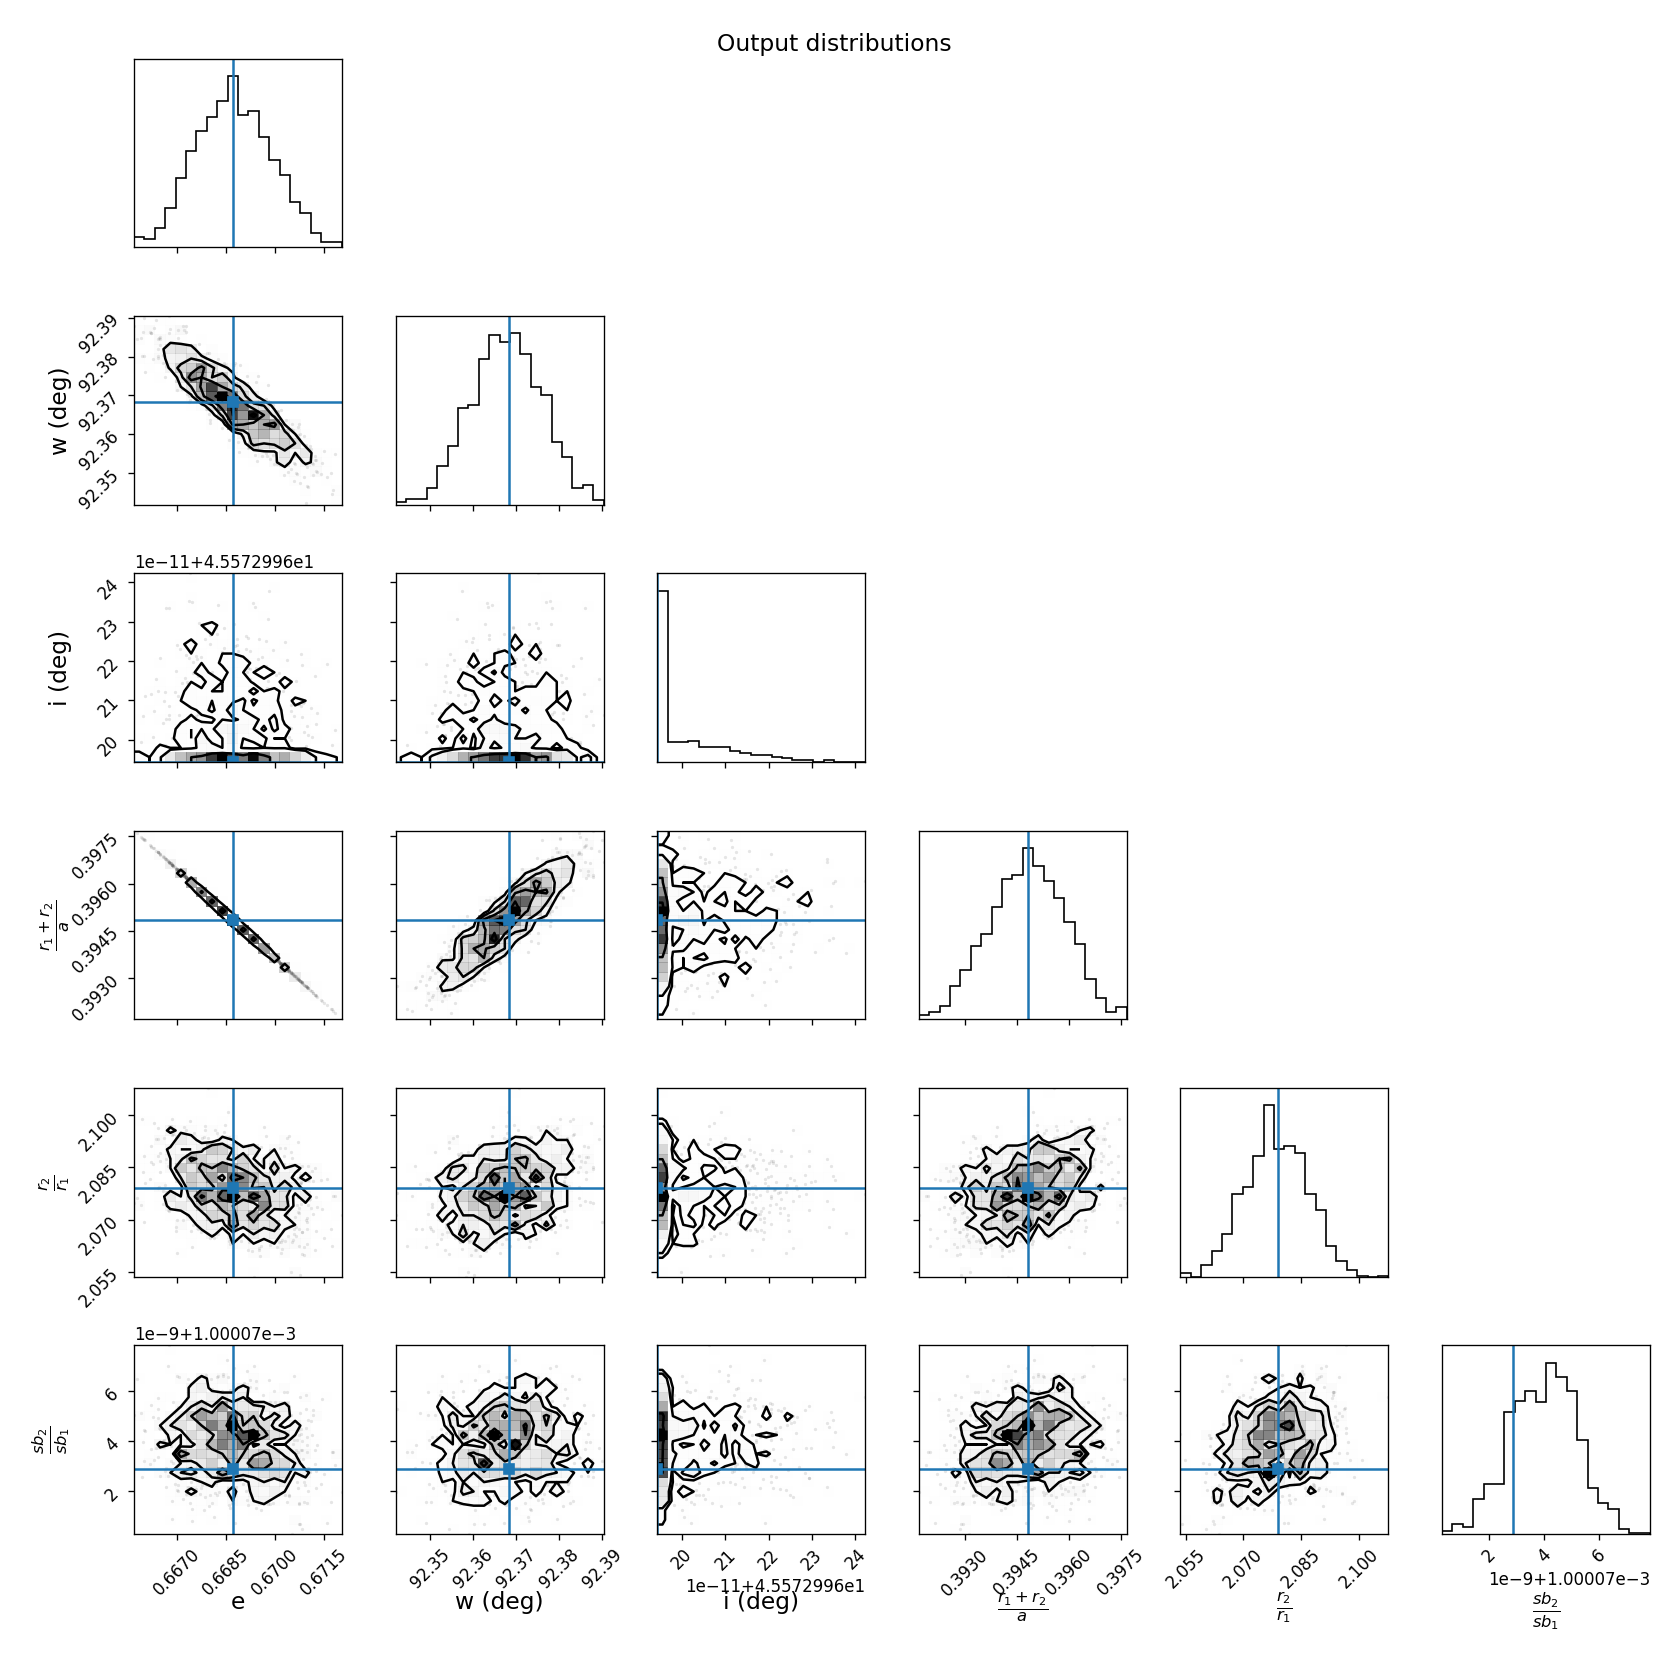 Output distributions
w (deg)
92.39
92.38
92.37
92.36
92.35
1e−11+4.5572996e1
i (deg)
24
23
22
21
20
r₁ + r₂
a
0.3975
0.3960
0.3945
0.3930
r₂
r₁
2.100
2.085
2.070
2.055
1e−9+1.00007e−3
sb₂
sb₁
6
4
2
0.6670 0.6685 0.6700 0.6715
e
92.35 92.36 92.37 92.38 92.39
w (deg)
20 21 22 23 24
1e−11+4.5572996e1
i (deg)
0.3930 0.3945 0.3960 0.3975
r₁ + r₂
a
2.055 2.070 2.085 2.100
r₂
r₁
2 4 6
1e−9+1.00007e−3
sb₂
sb₁